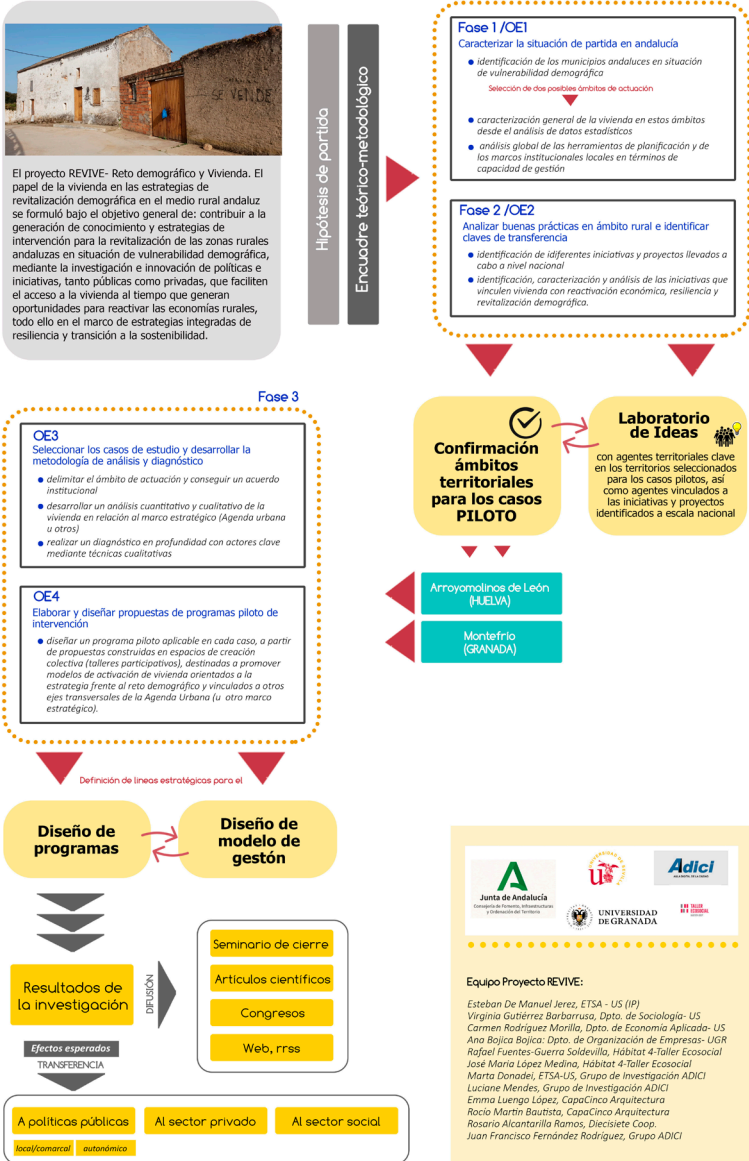 SE VENDE
El proyecto REVIVE- Reto demográfico y Vivienda. El
papel de la vivienda en las estrategias de
revitalización demográfica en el medio rural andaluz
se formuló bajo el objetivo general de: contribuir a la
generación de conocimiento y estrategias de
intervención para la revitalización de las zonas rurales
andaluzas en situación de vulnerabilidad demográfica,
mediante la investigación e innovación de políticas e
iniciativas, tanto públicas como privadas, que faciliten
el acceso a la vivienda al tiempo que generan
oportunidades para reactivar las economías rurales,
todo ello en el marco de estrategias integradas de
resiliencia y transición a la sostenibilidad.
Hipótesis de partida
Encuadre teórico-metodológico
Fase 1 /OE1
Caracterizar la situación de partida en andalucía
identificación de los municipios andaluces en situación
de vulnerabilidad demográfica
Selección de dos posibles ámbitos de actuación
caracterización general de la vivienda en estos ámbitos
desde el análisis de datos estadísticos
análisis global de las herramientas de planificación y de
los marcos institucionales locales en términos de
capacidad de gestión
Fase 2 /OE2
Analizar buenas prácticas en ámbito rural e identificar
claves de transferencia
identificación de idiferentes iniciativas y proyectos llevados a
cabo a nivel nacional
identificación, caracterización y análisis de las iniciativas que
vinculen vivienda con reactivación económica, resiliencia y
revitalización demográfica.
Confirmación
ámbitos
territoriales
para los casos
PILOTO
Laboratorio
de Ideas
con agentes territoriales clave
en los territorios seleccionados
para los casos pilotos, así
como agentes vinculados a
las iniciativas y proyectos
identificados a escala nacional
Arroyomolinos de León
(HUELVA)
Montefrío
(GRANADA)
Fase 3
OE3
Seleccionar los casos de estudio y desarrollar la
metodología de análisis y diagnóstico
delimitar el ámbito de actuación y conseguir un acuerdo
institucional
desarrollar un análisis cuantitativo y cualitativo de la
vivienda en relación al marco estratégico (Agenda urbana
u otros)
realizar un diagnóstico en profundidad con actores clave
mediante técnicas cualitativas
OE4
Elaborar y diseñar propuestas de programas piloto de
intervención
diseñar un programa piloto aplicable en cada caso, a partir
de propuestas construidas en espacios de creación
colectiva (talleres participativos), destinadas a promover
modelos de activación de vivienda orientados a la
estrategia frente al reto demográfico y vinculados a otros
ejes transversales de la Agenda Urbana (u otro marco
estratégico).
Definición de lineas estratégicas para el
Diseño de
programas
Diseño de
modelo de
gestón
Resultados de
la investigación
DIFUSIÓN
Seminario de cierre
Artículos científicos
Congresos
Web, rrss
Efectos esperados
TRANSFERENCIA
A políticas públicas
Al sector privado
Al sector social
local/comarcal
autonómico
Junta de Andalucía
Consejería de Fomento, Infraestructuras
y Ordenación del Territorio
UNIVERSIDAD DE SEVILLA
Adici
UNIVERSIDAD
DE GRANADA
TALLER
ECOSOCIAL
Equipo Proyecto REVIVE:
Esteban De Manuel Jerez, ETSA - US (IP)
Virginia Gutiérrez Barbarrusa, Dpto. de Sociología- US
Carmen Rodríguez Morilla, Dpto. de Economía Aplicada- US
Ana Bojica Bojica: Dpto. de Organización de Empresas- UGR
Rafael Fuentes-Guerra Soldevilla, Hábitat 4-Taller Ecosocial
José Maria López Medina, Hábitat 4-Taller Ecosocial
Marta Donadei, ETSA-US, Grupo de Investigación ADICI
Luciane Mendes, Grupo de Investigación ADICI
Emma Luengo López, CapaCinco Arquitectura
Rocío Martín Bautista, CapaCinco Arquitectura
Rosario Alcantarilla Ramos, Diecisiete Coop.
Juan Francisco Fernández Rodríguez, Grupo ADICI